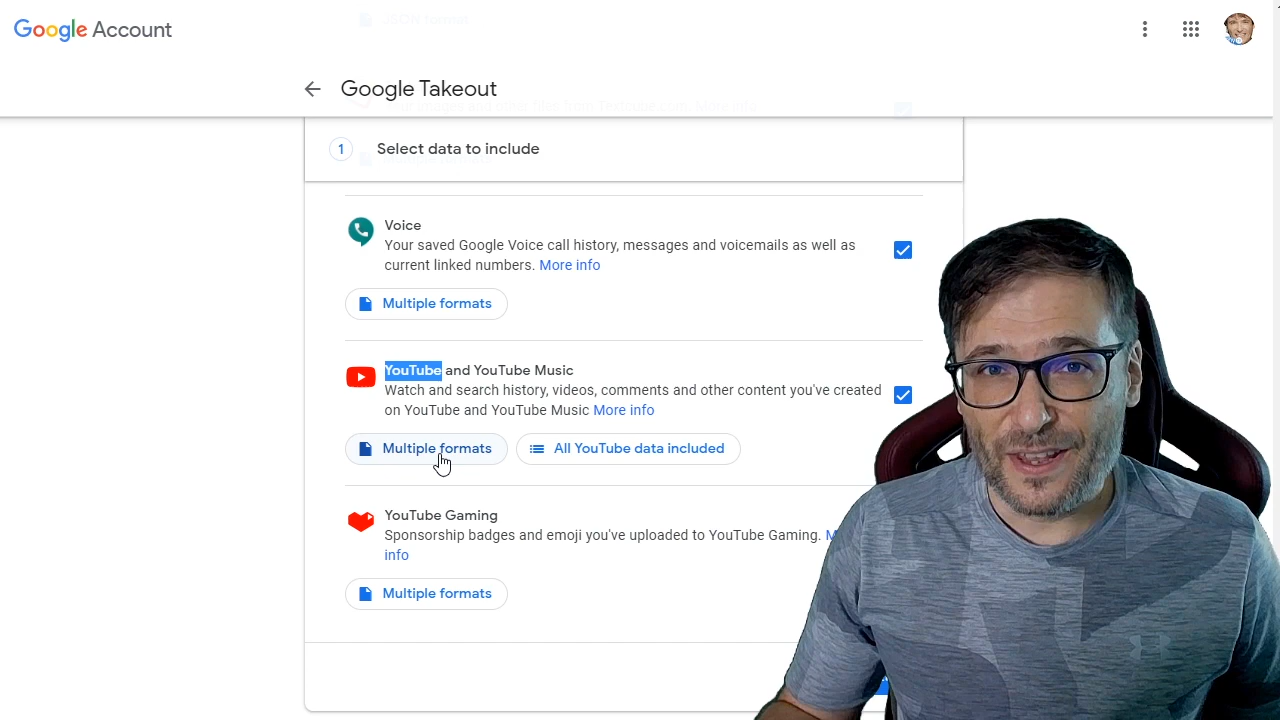 JSON format
Google Account
Google Takeout
1 Select data to include
Voice
Your saved Google Voice call history, messages and voicemails as well as
current linked numbers. More info
Multiple formats
YouTube and YouTube Music
Watch and search history, videos, comments and other content you've created
on YouTube and YouTube Music More info
Multiple formats
All YouTube data included
YouTube Gaming
Sponsorship badges and emoji you've uploaded to YouTube Gaming.
info
Multiple formats